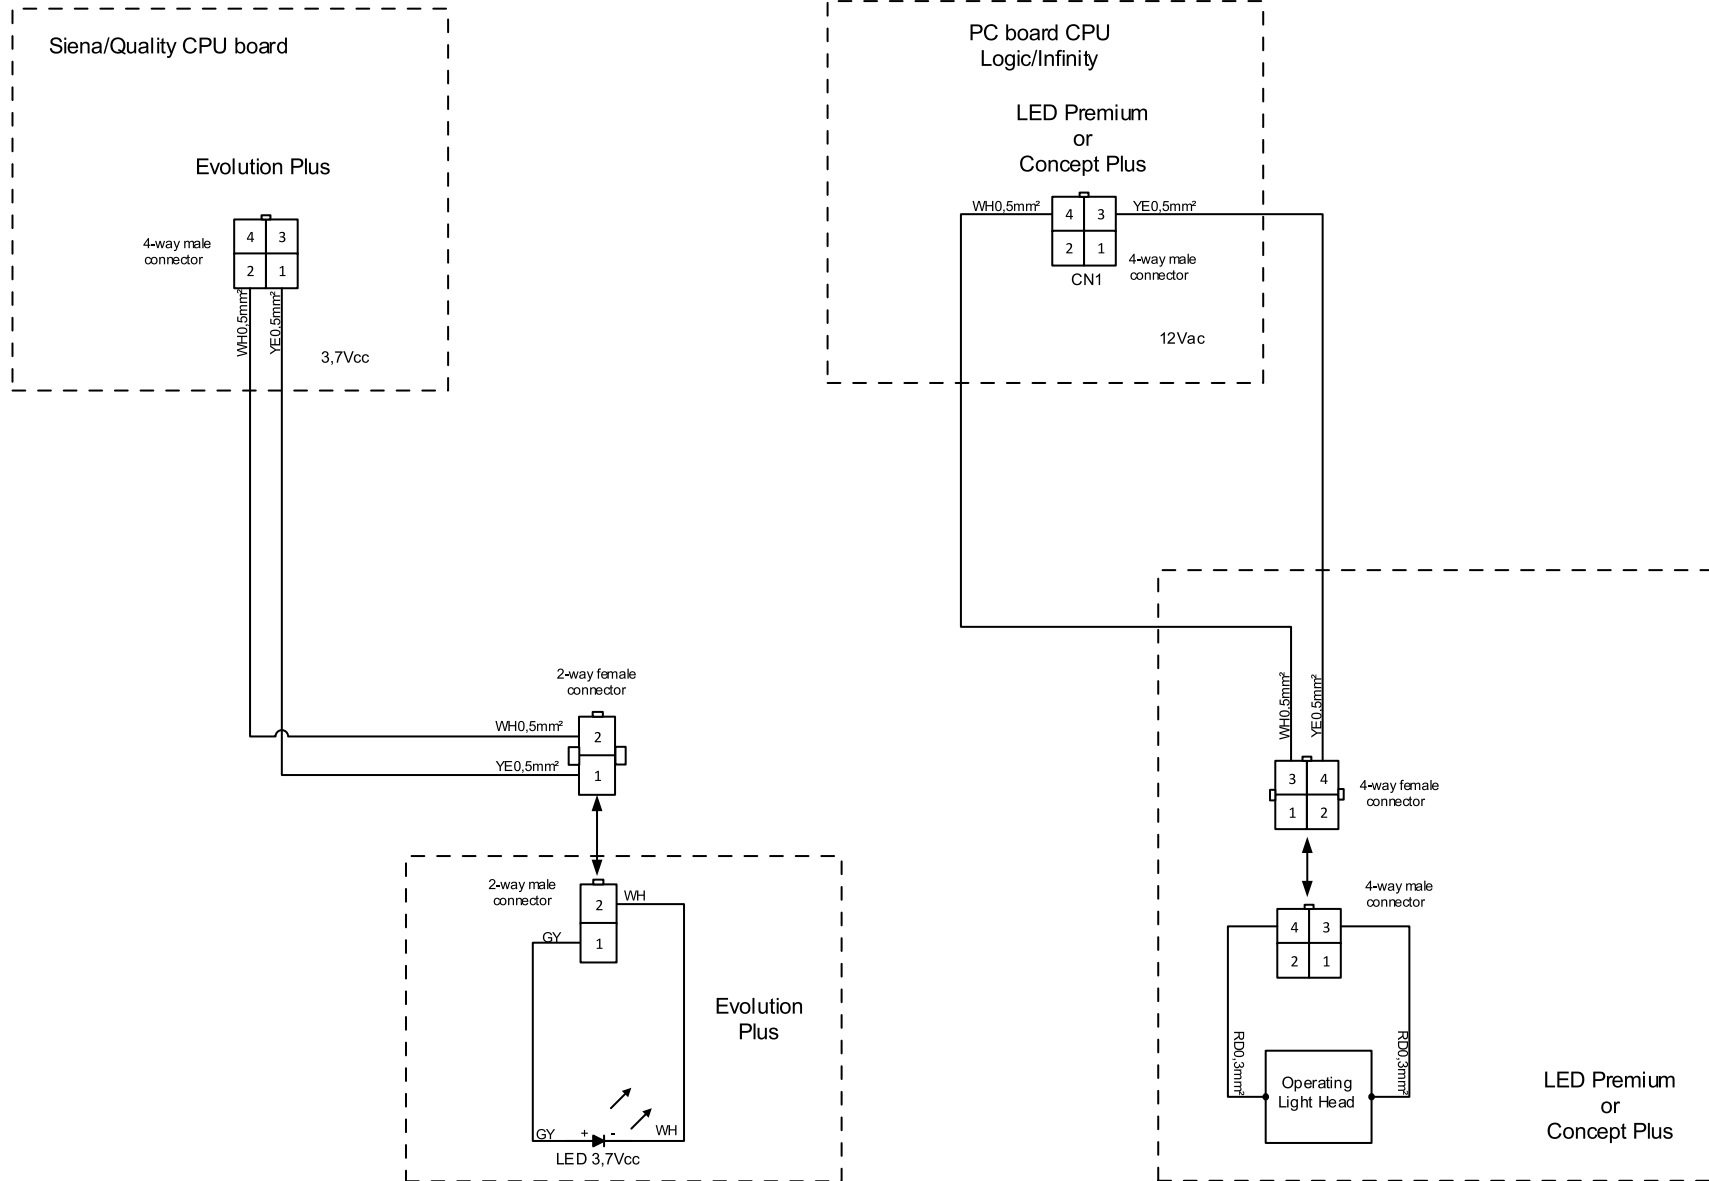 Siena/Quality CPU board
Evolution Plus
4-way male
connector
4
3
2
1
WH0,5mm²
YE0,5mm²
3,7Vcc
2-way female
connector
WH0,5mm²
2
YE0,5mm²
1
2-way male
connector
2
WH
GY
1
Evolution
Plus
GY
+
-
WH
LED 3,7Vcc
PC board CPU
Logic/Infinity
LED Premium
or
Concept Plus
WH0,5mm²
4
3
YE0,5mm²
2
1
4-way male
connector
CN1
12Vac
WH0,5mm²
YE0,5mm²
3
4
1
2
4-way female
connector
4-way male
connector
4
3
2
1
RD0,3mm²
RD0,3mm²
Operating
Light Head
LED Premium
or
Concept Plus